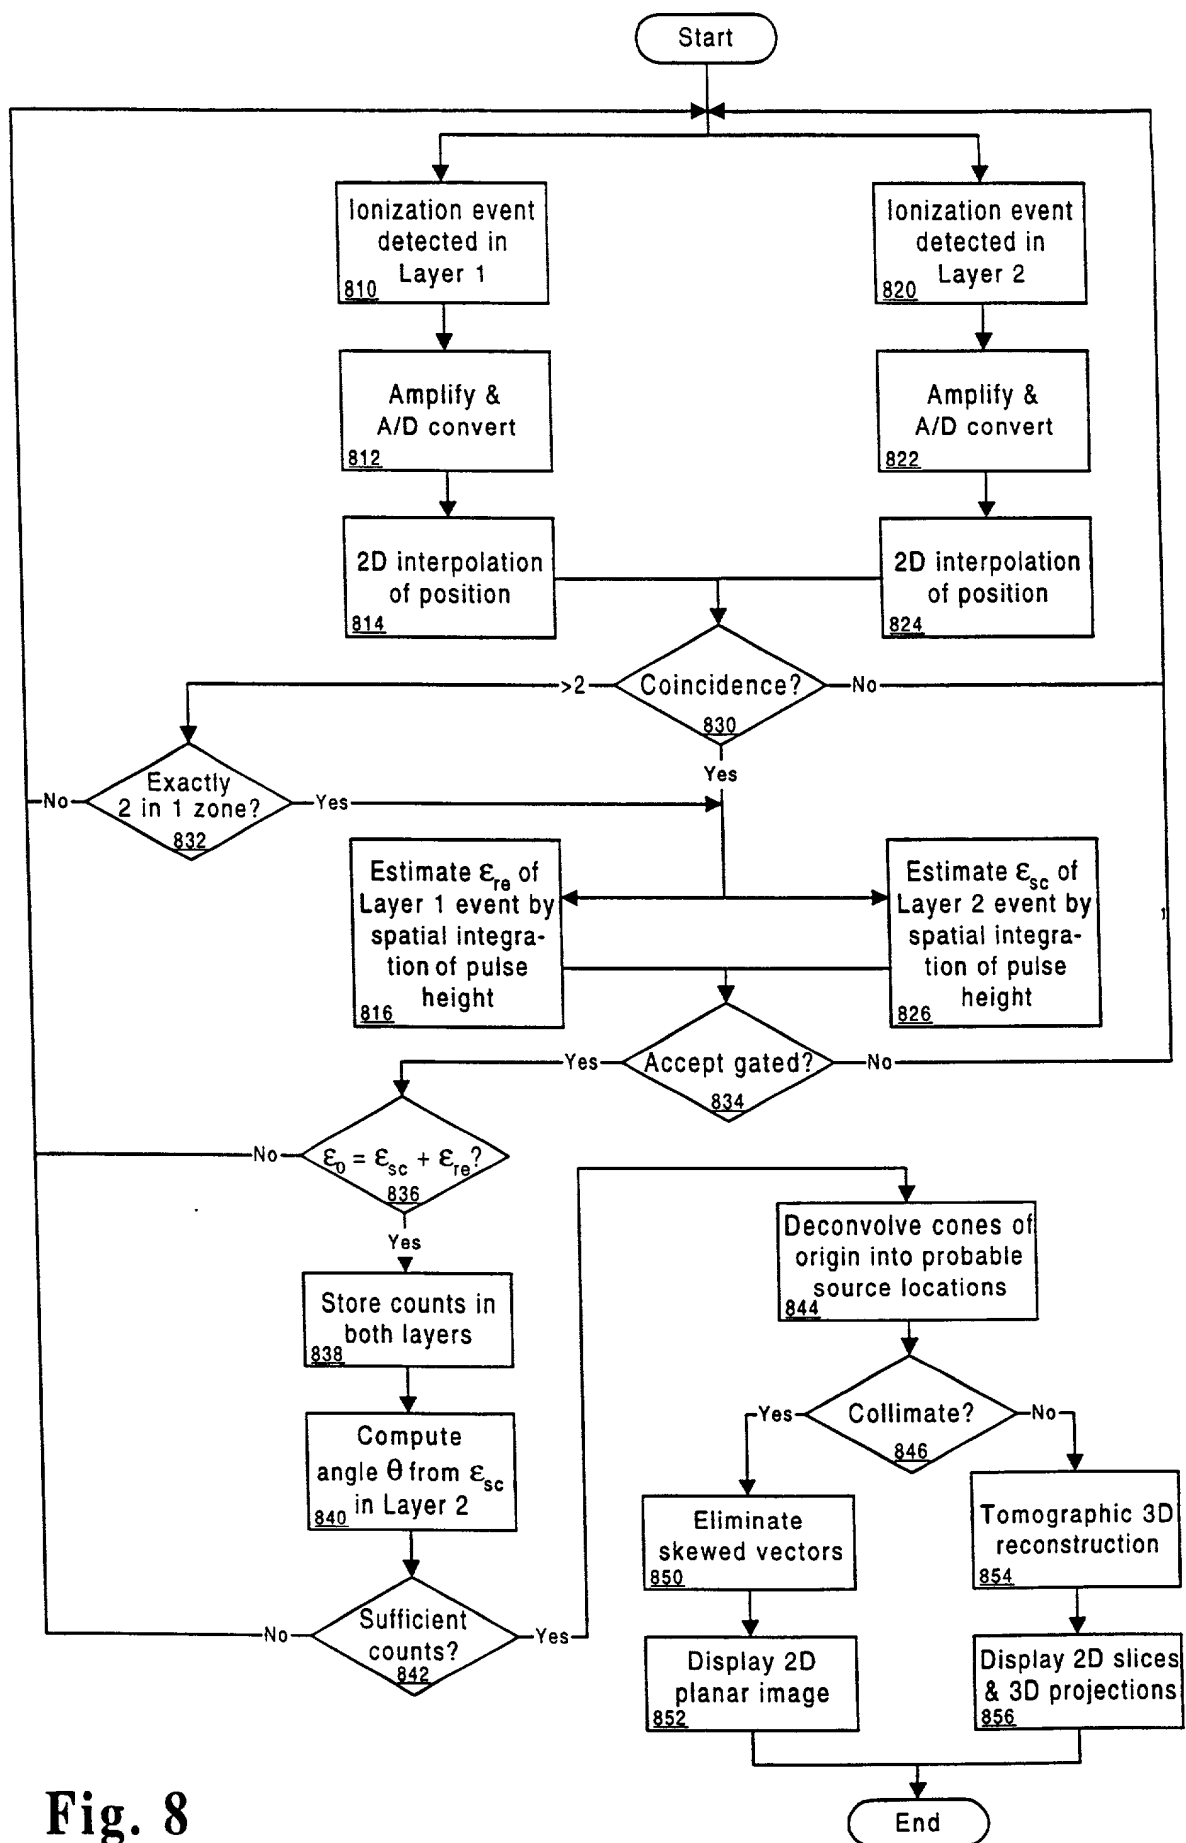 Start
Ionization event
detected in
Layer 1
810
Ionization event
detected in
Layer 2
820
Amplify &
A/D convert
812
Amplify &
A/D convert
822
2D interpolation
of position
814
2D interpolation
of position
824
>2
Coincidence?
No
830
Yes
No
Exactly
2 in 1 zone?
Yes
832
Estimate εre of
Layer 1 event by
spatial integra-
tion of pulse
height
816
Estimate εsc of
Layer 2 event by
spatial integra-
tion of pulse
height
826
Yes
Accept gated?
No
834
No
ε0 = εsc + εre?
836
Yes
Store counts in
both layers
838
Compute
angle θ from εsc
in Layer 2
840
No
Sufficient
counts?
Yes
842
Deconvolve cones of
origin into probable
source locations
844
Yes
Collimate?
No
846
Eliminate
skewed vectors
850
Tomographic 3D
reconstruction
854
Display 2D
planar image
852
Display 2D slices
& 3D projections
856
End
Fig. 8